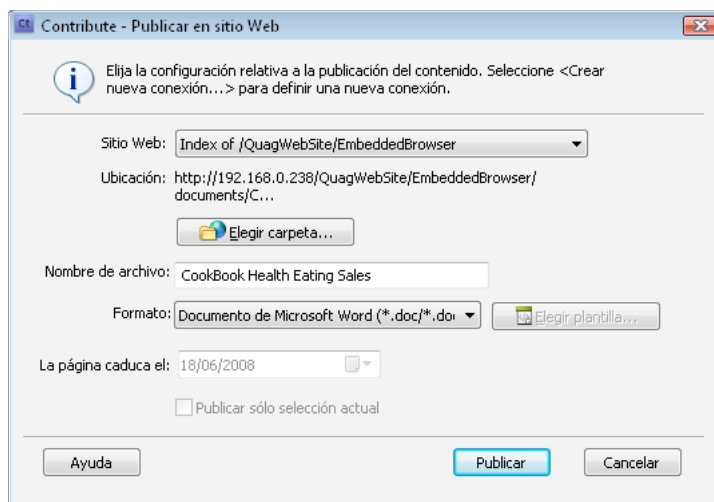 Ct Contribute - Publicar en sitio Web
Elija la configuración relativa a la publicación del contenido. Seleccione <Crear
nueva conexión...> para definir una nueva conexión.
Sitio Web: Index of /QuagWebSite/EmbeddedBrowser
Ubicación: http://192.168.0.238/QuagWebSite/EmbeddedBrowser/
documents/C...
Elegir carpeta...
Nombre de archivo: CookBook Health Eating Sales
Formato: Documento de Microsoft Word (*.doc/*.doc Elegir plantilla...
La página caduca el: 18/06/2008
Publicar sólo selección actual
Ayuda Publicar Cancelar